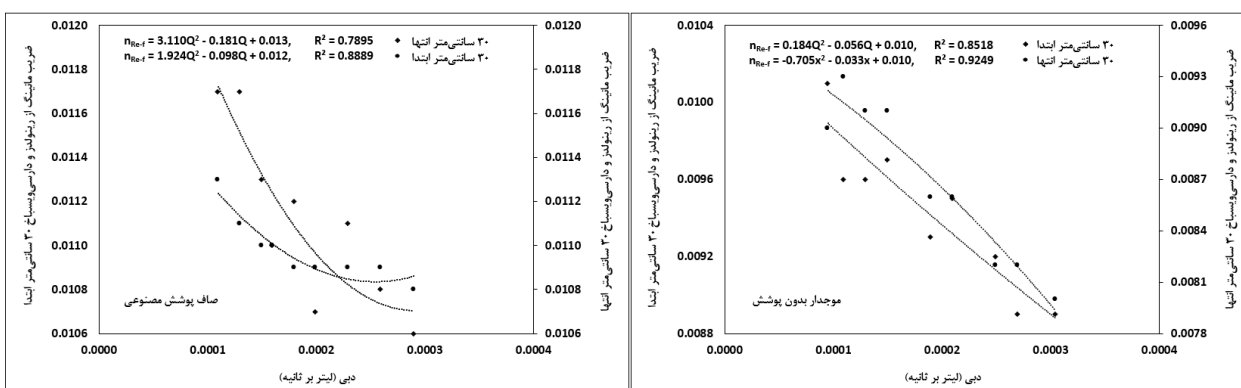 n_Re-f = 3.110Q² - 0.181Q + 0.013, R² = 0.7895
۳۰ سانتی‌متر انتها
n_Re-f = 1.924Q² - 0.098Q + 0.012, R² = 0.8889
۳۰ سانتی‌متر ابتدا
ضریب مانینگ از رینولدز و دارسی‌ویسباخ ۳۰ سانتی‌متر ابتدا
0.0120
0.0118
0.0116
0.0114
0.0112
0.0110
0.0108
0.0106
صاف پوشش مصنوعی
0.0120
0.0118
0.0116
0.0114
0.0112
0.0110
0.0108
0.0106
ضریب مانینگ از رینولدز و دارسی‌ویسباخ ۳۰ سانتی‌متر انتها
0.0000 0.0001 0.0002 0.0003 0.0004
دبی (لیتر بر ثانیه)
n_Re-f = 0.184Q² - 0.056Q + 0.010, R² = 0.8518
۳۰ سانتی‌متر ابتدا
n_Re-f = -0.705x² - 0.033x + 0.010, R² = 0.9249
۳۰ سانتی‌متر انتها
ضریب مانینگ از رینولدز و دارسی‌ویسباخ ۳۰ سانتی‌متر ابتدا
0.0104
0.0100
0.0096
0.0092
0.0088
موجدار بدون پوشش
0.0096
0.0093
0.0090
0.0087
0.0084
0.0081
0.0078
ضریب مانینگ از رینولدز و دارسی‌ویسباخ ۳۰ سانتی‌متر انتها
0.0000 0.0001 0.0002 0.0003 0.0004
دبی (لیتر بر ثانیه)